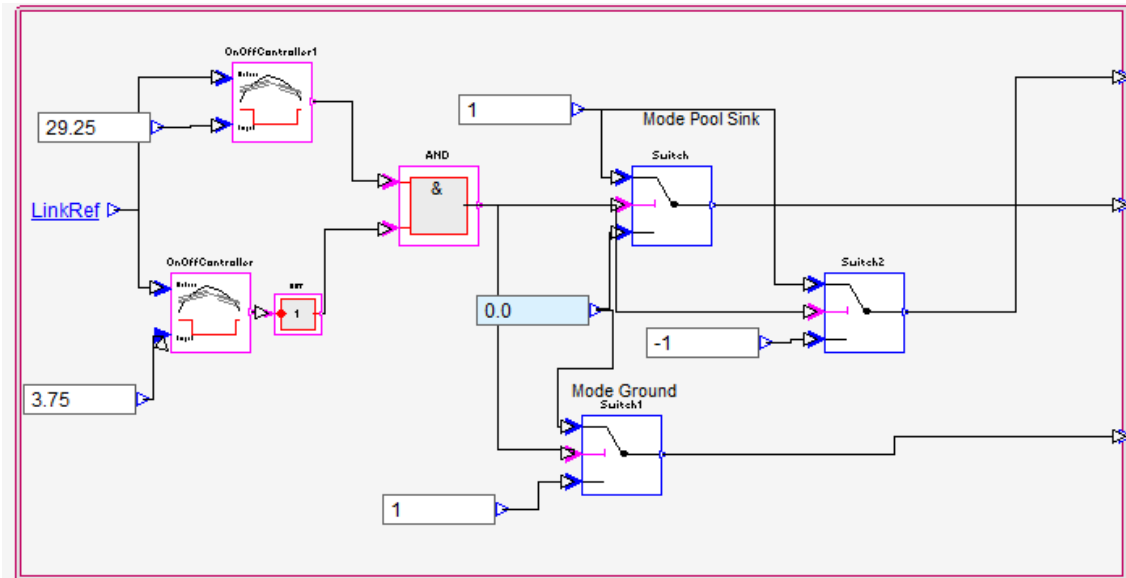 OnOffController1
29.25
LinkRef
1
Mode Pool Sink
AND
&
Switch
OnOffController
1
0.0
Switch2
-1
3.75
Mode Ground
Switch1
1